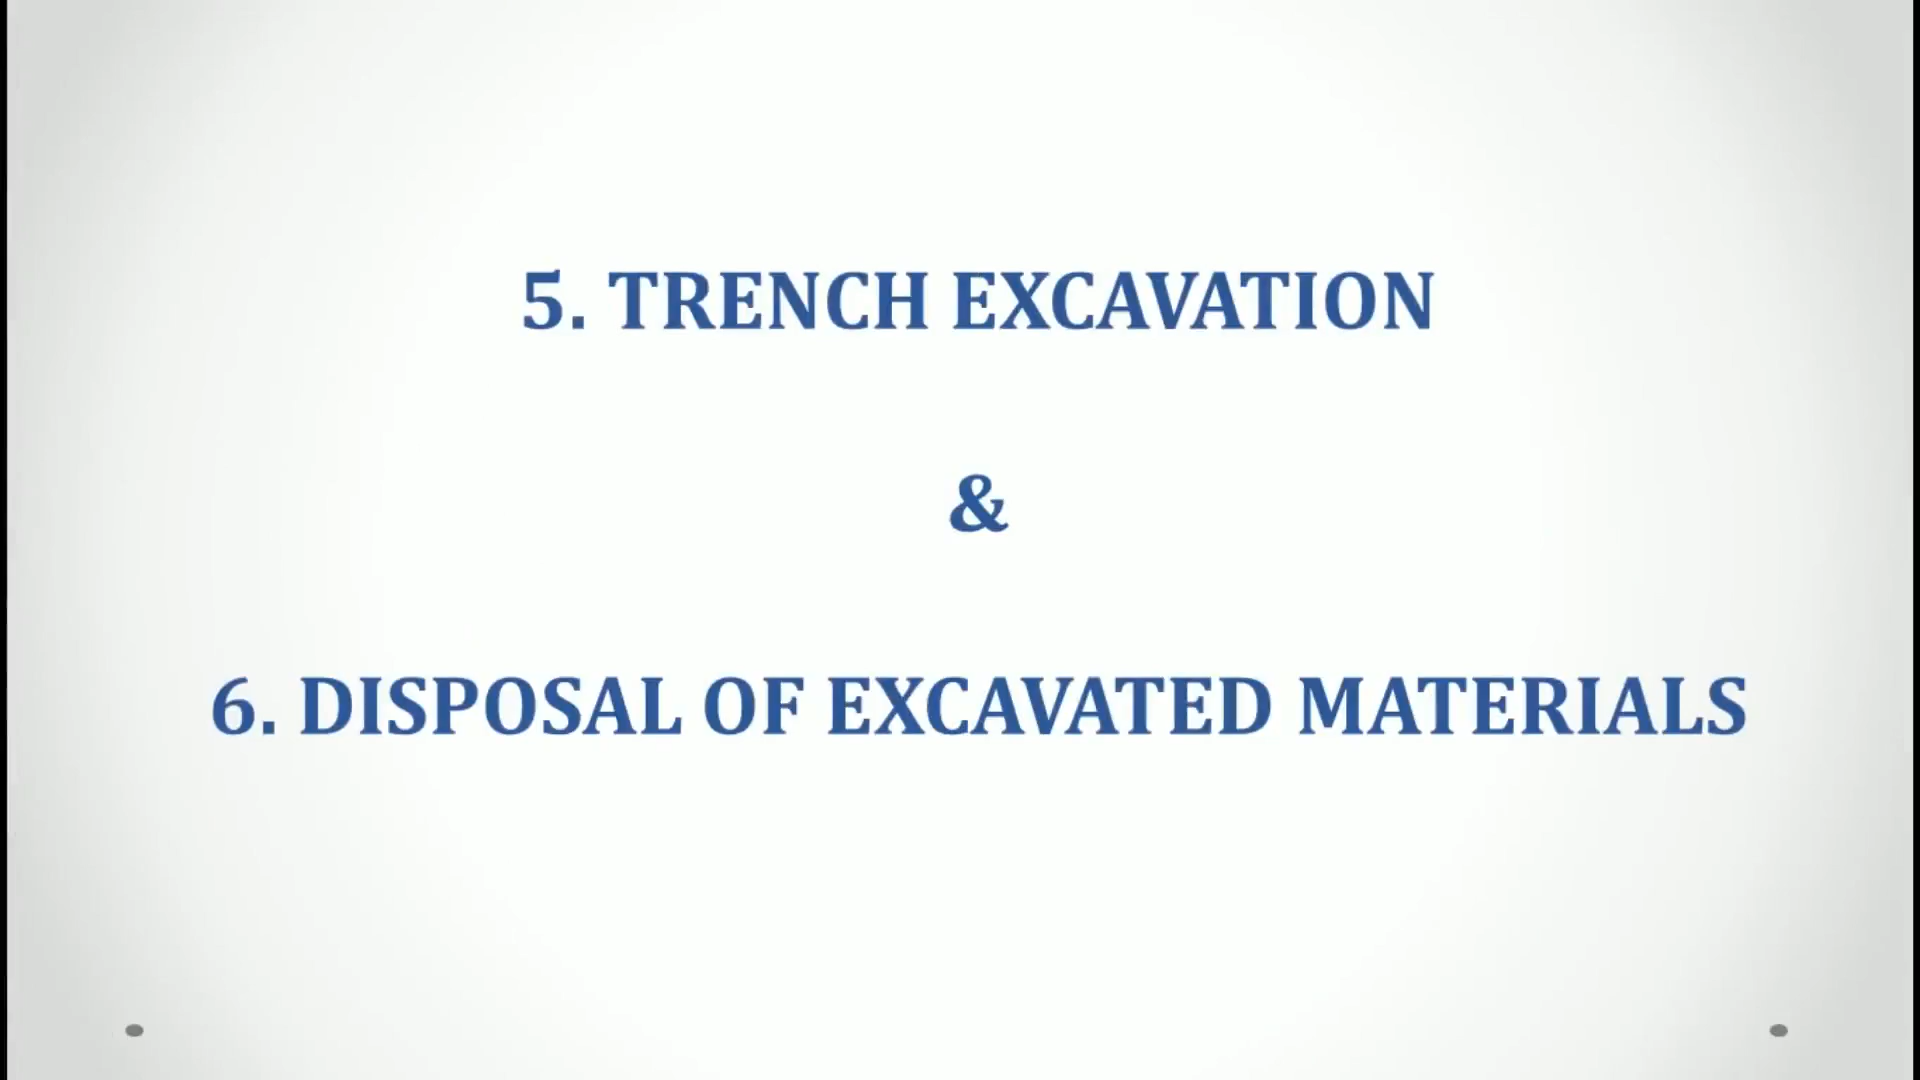 5. TRENCH EXCAVATION
&
6. DISPOSAL OF EXCAVATED MATERIALS